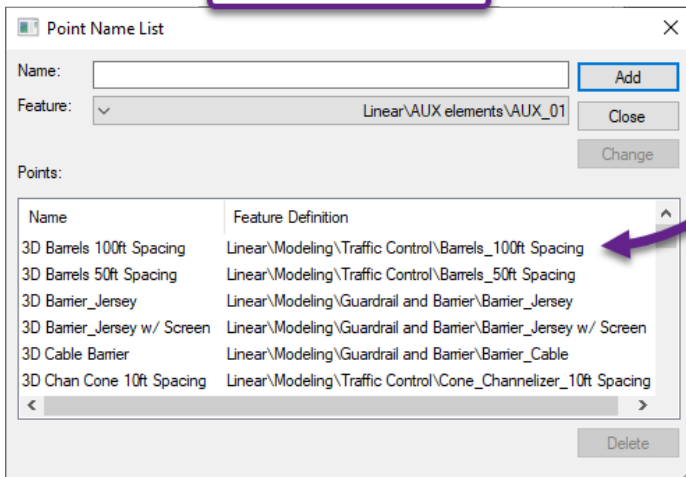 Point Name List
Name:
Add
Feature: Linear\AUX elements\AUX_01
Close
Change
Points:
Name Feature Definition
3D Barrels 100ft Spacing Linear\Modeling\Traffic Control\Barrels_100ft Spacing
3D Barrels 50ft Spacing Linear\Modeling\Traffic Control\Barrels_50ft Spacing
3D Barrier_Jersey Linear\Modeling\Guardrail and Barrier\Barrier_Jersey
3D Barrier_Jersey w/ Screen Linear\Modeling\Guardrail and Barrier\Barrier_Jersey w/ Screen
3D Cable Barrier Linear\Modeling\Guardrail and Barrier\Barrier_Cable
3D Chan Cone 10ft Spacing Linear\Modeling\Traffic Control\Cone_Channelizer_10ft Spacing
Delete